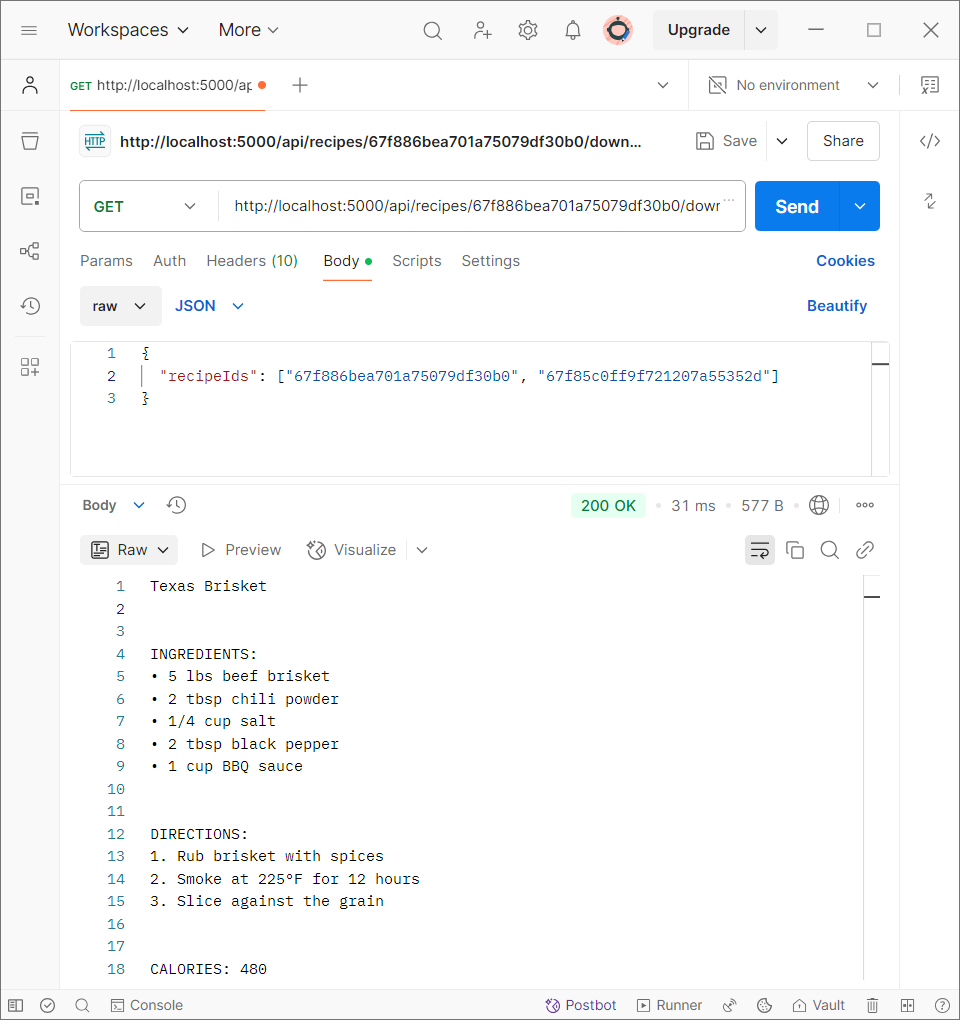 Workspaces More Upgrade
GET http://localhost:5000/ap No environment
HTTP http://localhost:5000/api/recipes/67f886bea701a75079df30b0/down... Save Share
GET http://localhost:5000/api/recipes/67f886bea701a75079df30b0/dowr ... Send
Params Auth Headers (10) Body Scripts Settings Cookies
raw JSON Beautify
1 {
2 "recipeIds": ["67f886bea701a75079df30b0", "67f85c0ff9f721207a55352d"]
3 }
Body 200 OK • 31 ms • 577 B •
Raw Preview Visualize
1 Texas Brisket
2
3
4 INGREDIENTS:
5 • 5 lbs beef brisket
6 • 2 tbsp chili powder
7 • 1/4 cup salt
8 • 2 tbsp black pepper
9 • 1 cup BBQ sauce
10
11
12 DIRECTIONS:
13 1. Rub brisket with spices
14 2. Smoke at 225°F for 12 hours
15 3. Slice against the grain
16
17
18 CALORIES: 480
Console Postbot Runner Vault